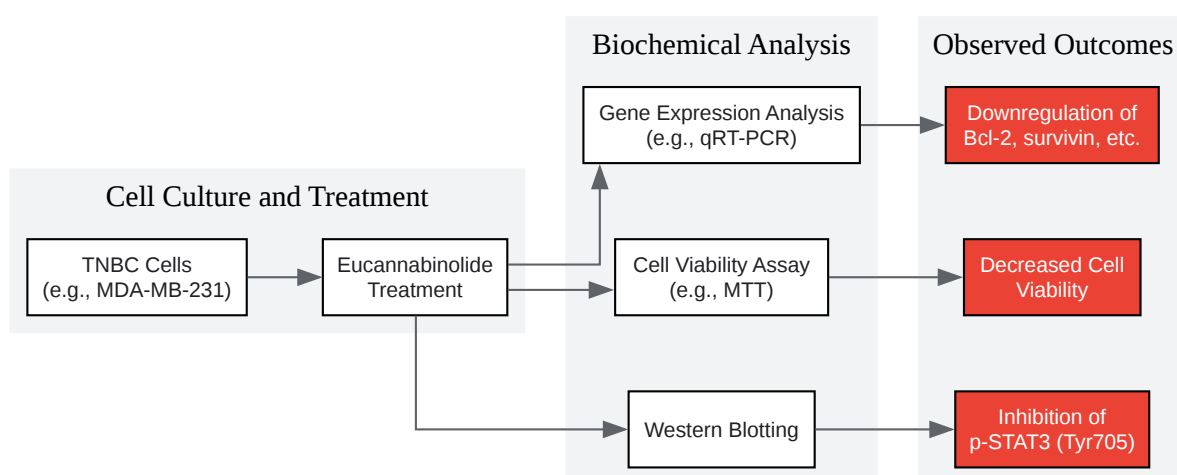 Biochemical Analysis
Observed Outcomes
Gene Expression Analysis
(e.g., qRT-PCR)
Downregulation of
Bcl-2, survivin, etc.
Cell Culture and Treatment
TNBC Cells
(e.g., MDA-MB-231)
Eucannabinolide
Treatment
Cell Viability Assay
(e.g., MTT)
Decreased Cell
Viability
Western Blotting
Inhibition of
p-STAT3 (Tyr705)